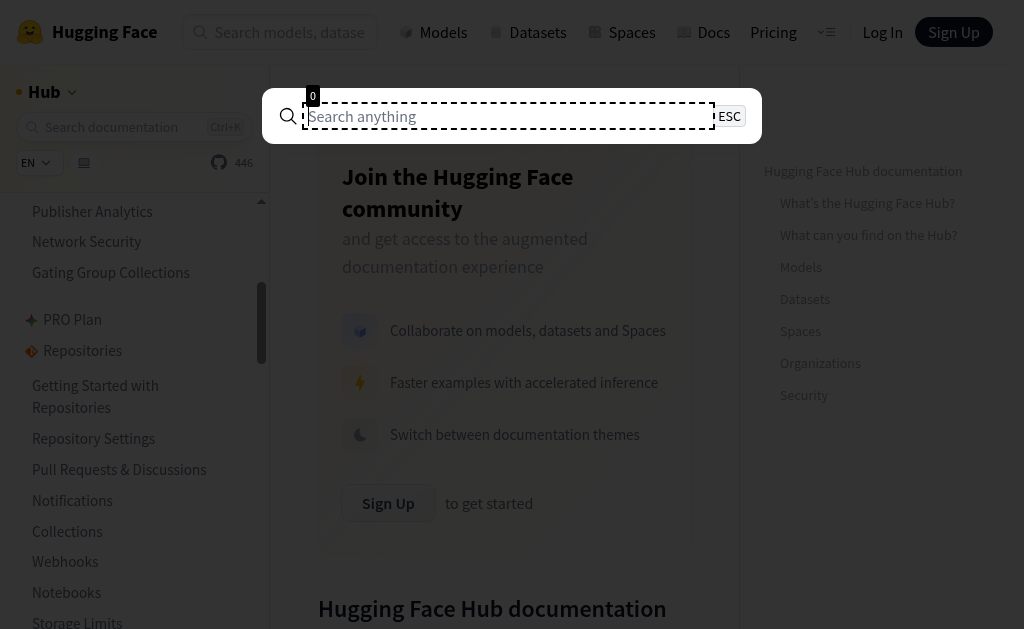 Hugging Face
Search models, datase
Models
Datasets
Spaces
Docs
Pricing
Log In
Sign Up
Hub
Search documentation
Ctrl+K
EN
446
0
Search anything
ESC
Publisher Analytics
Network Security
Gating Group Collections
PRO Plan
Repositories
Getting Started with
Repositories
Repository Settings
Pull Requests & Discussions
Notifications
Collections
Webhooks
Notebooks
Storage Limits
Join the Hugging Face
community
and get access to the augmented
documentation experience
Collaborate on models, datasets and Spaces
Faster examples with accelerated inference
Switch between documentation themes
Sign Up
to get started
Hugging Face Hub documentation
Hugging Face Hub documentation
What's the Hugging Face Hub?
What can you find on the Hub?
Models
Datasets
Spaces
Organizations
Security